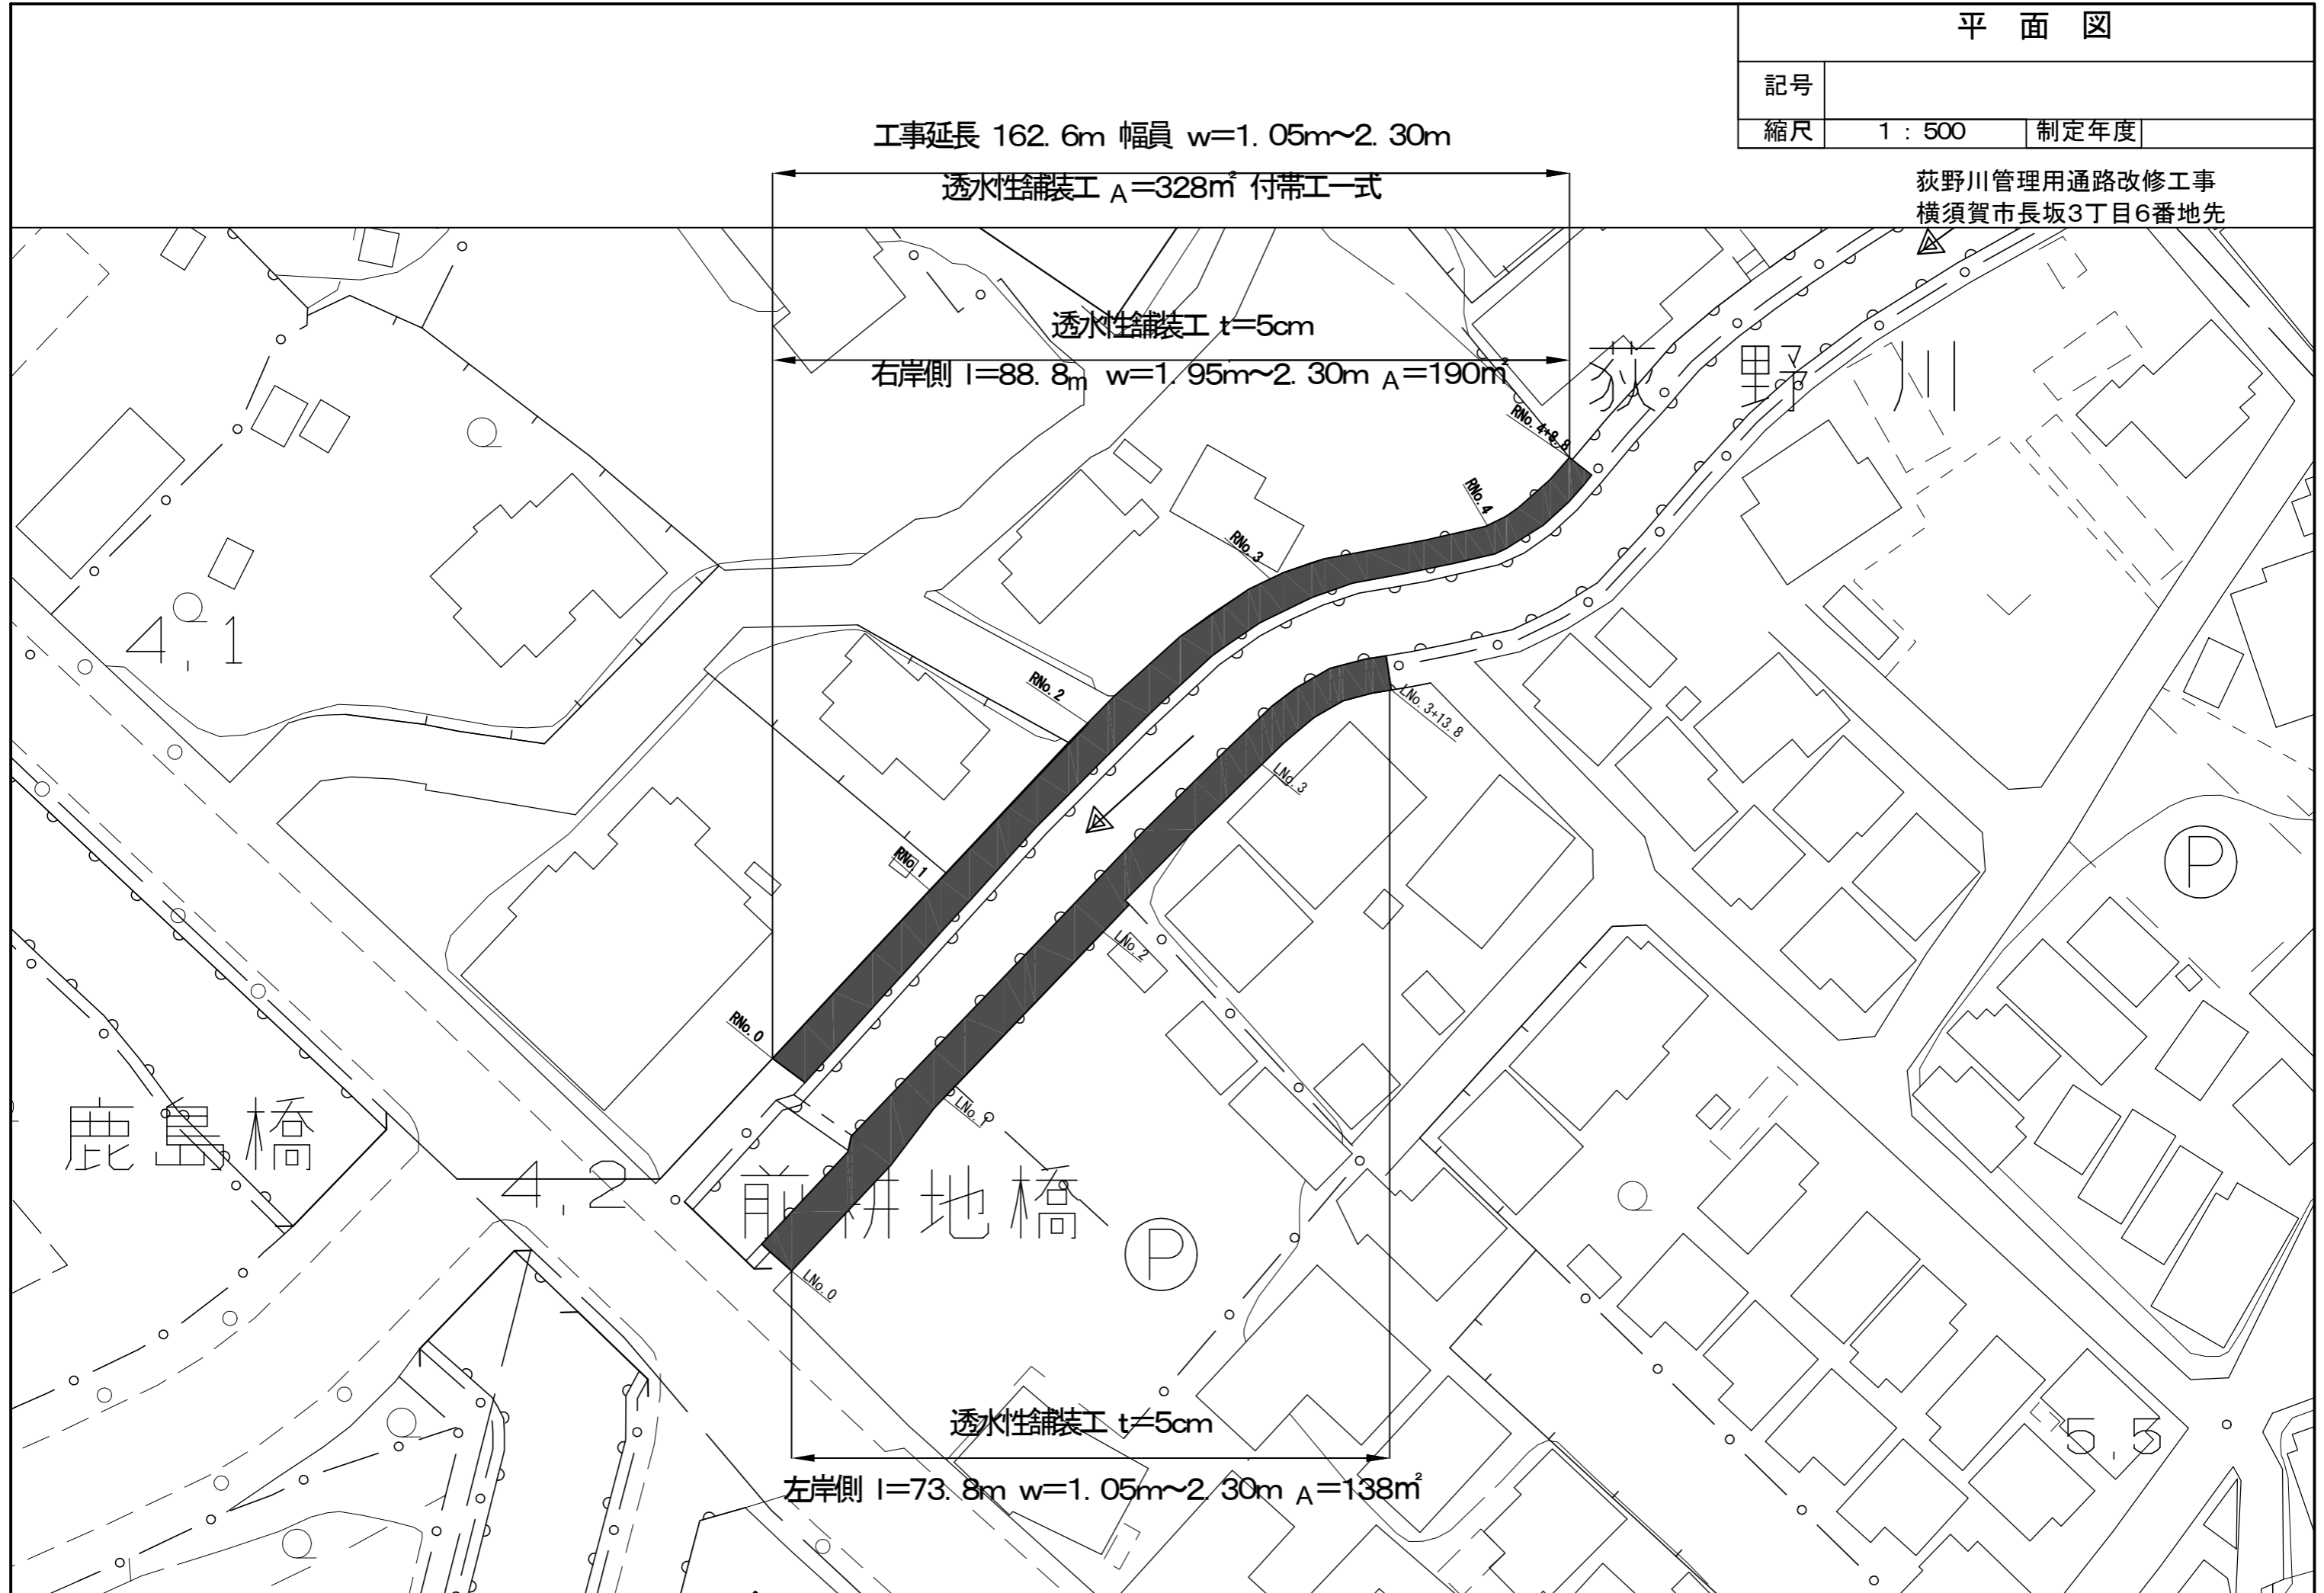 平面図
記号
縮尺 1 : 500 制定年度
荻野川管理用通路改修工事
横須賀市長坂3丁目6番地先
工事延長 162.6m 幅員 w=1.05m~2.30m
透水性舗装工 A=328㎡ 付帯工一式
透水性舗装工 t=5cm
右岸側 l=88.8m w=1.95m~2.30m A=190㎡
荻野川
RNo.4+8.8
RNo.4
RNo.3
RNo.2
RNo.1
RNo.0
LNo.3+13.8
LNo.3
LNo.2
LNo.1
LNo.0
4.1
鹿島橋
4.2
前耕地橋
P
P
5.5
透水性舗装工 t=5cm
左岸側 l=73.8m w=1.05m~2.30m A=138㎡